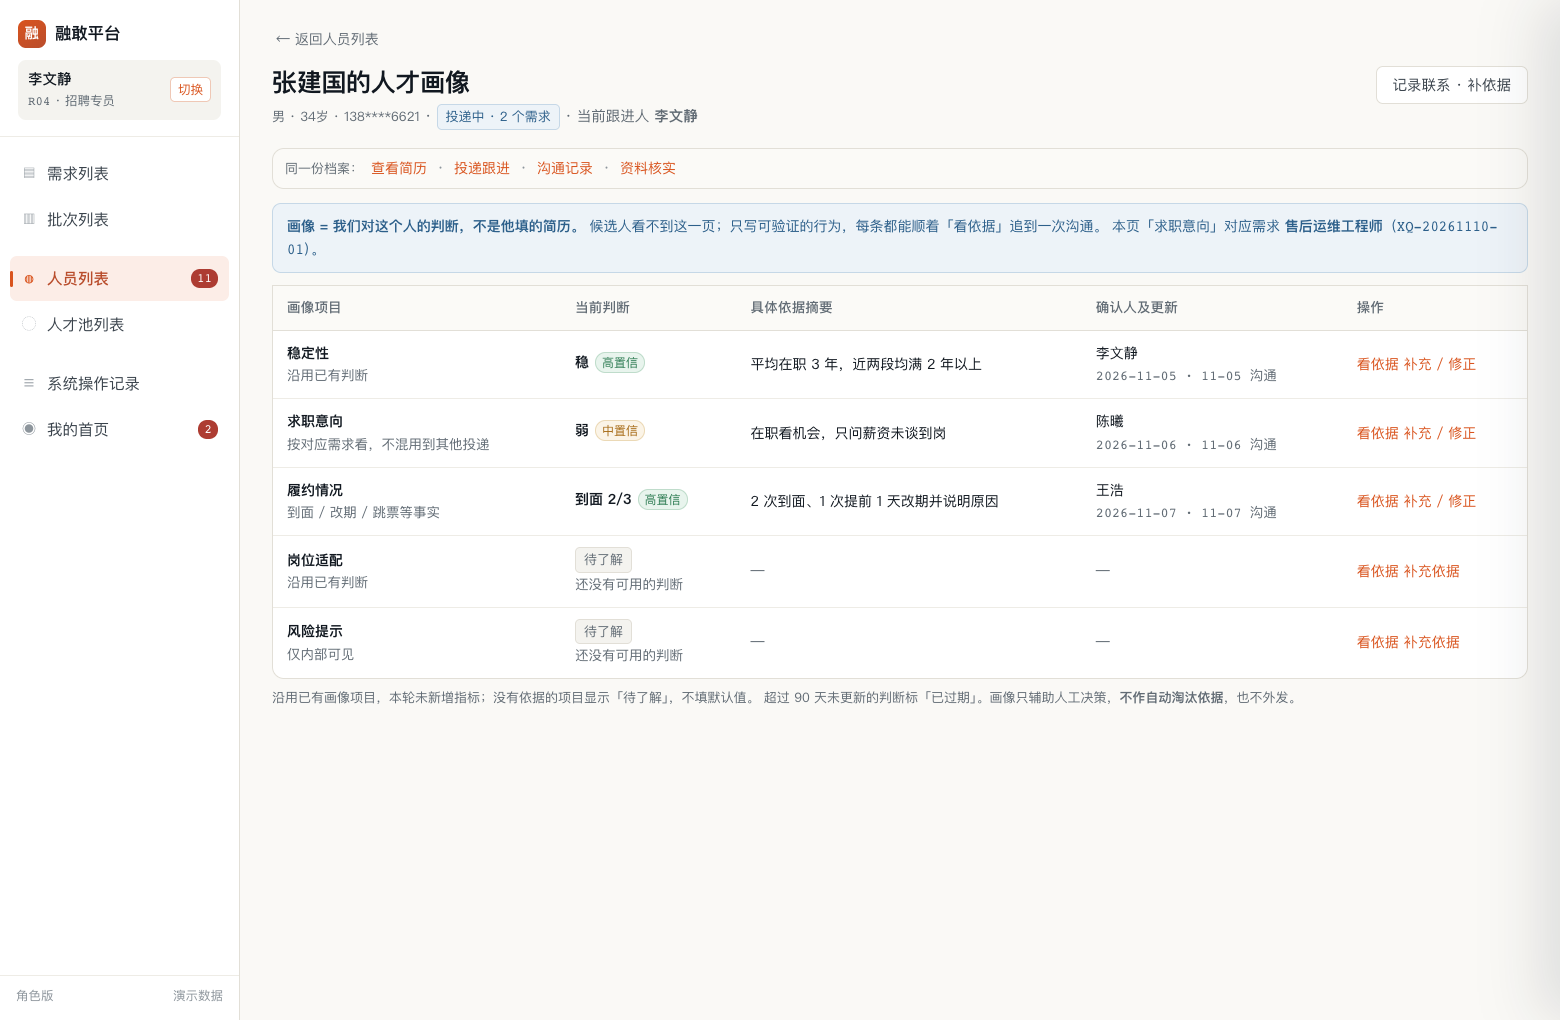 融 融敢平台
李文静
R04 · 招聘专员
切换
需求列表
批次列表
人员列表 11
人才池列表
系统操作记录
我的首页 2
角色版 演示数据
← 返回人员列表
张建国的人才画像
男 · 34岁 · 138****6621 · 投递中 · 2 个需求 · 当前跟进人 李文静
记录联系 · 补依据
同一份档案： 查看简历 · 投递跟进 · 沟通记录 · 资料核实
画像 = 我们对这个人的判断，不是他填的简历。 候选人看不到这一页；只写可验证的行为，每条都能顺着「看依据」追到一次沟通。 本页「求职意向」对应需求 售后运维工程师（XQ-20261110-
01）。
画像项目 当前判断 具体依据摘要 确认人及更新 操作
稳定性
沿用已有判断
稳 高置信
平均在职 3 年，近两段均满 2 年以上
李文静
2026-11-05 · 11-05 沟通
看依据 补充 / 修正
求职意向
按对应需求看，不混用到其他投递
弱 中置信
在职看机会，只问薪资未谈到岗
陈曦
2026-11-06 · 11-06 沟通
看依据 补充 / 修正
履约情况
到面 / 改期 / 跳票等事实
到面 2/3 高置信
2 次到面、1 次提前 1 天改期并说明原因
王浩
2026-11-07 · 11-07 沟通
看依据 补充 / 修正
岗位适配
沿用已有判断
待了解
还没有可用的判断
—
—
看依据 补充依据
风险提示
仅内部可见
待了解
还没有可用的判断
—
—
看依据 补充依据
沿用已有画像项目，本轮未新增指标；没有依据的项目显示「待了解」，不填默认值。 超过 90 天未更新的判断标「已过期」。画像只辅助人工决策，不作自动淘汰依据，也不外发。